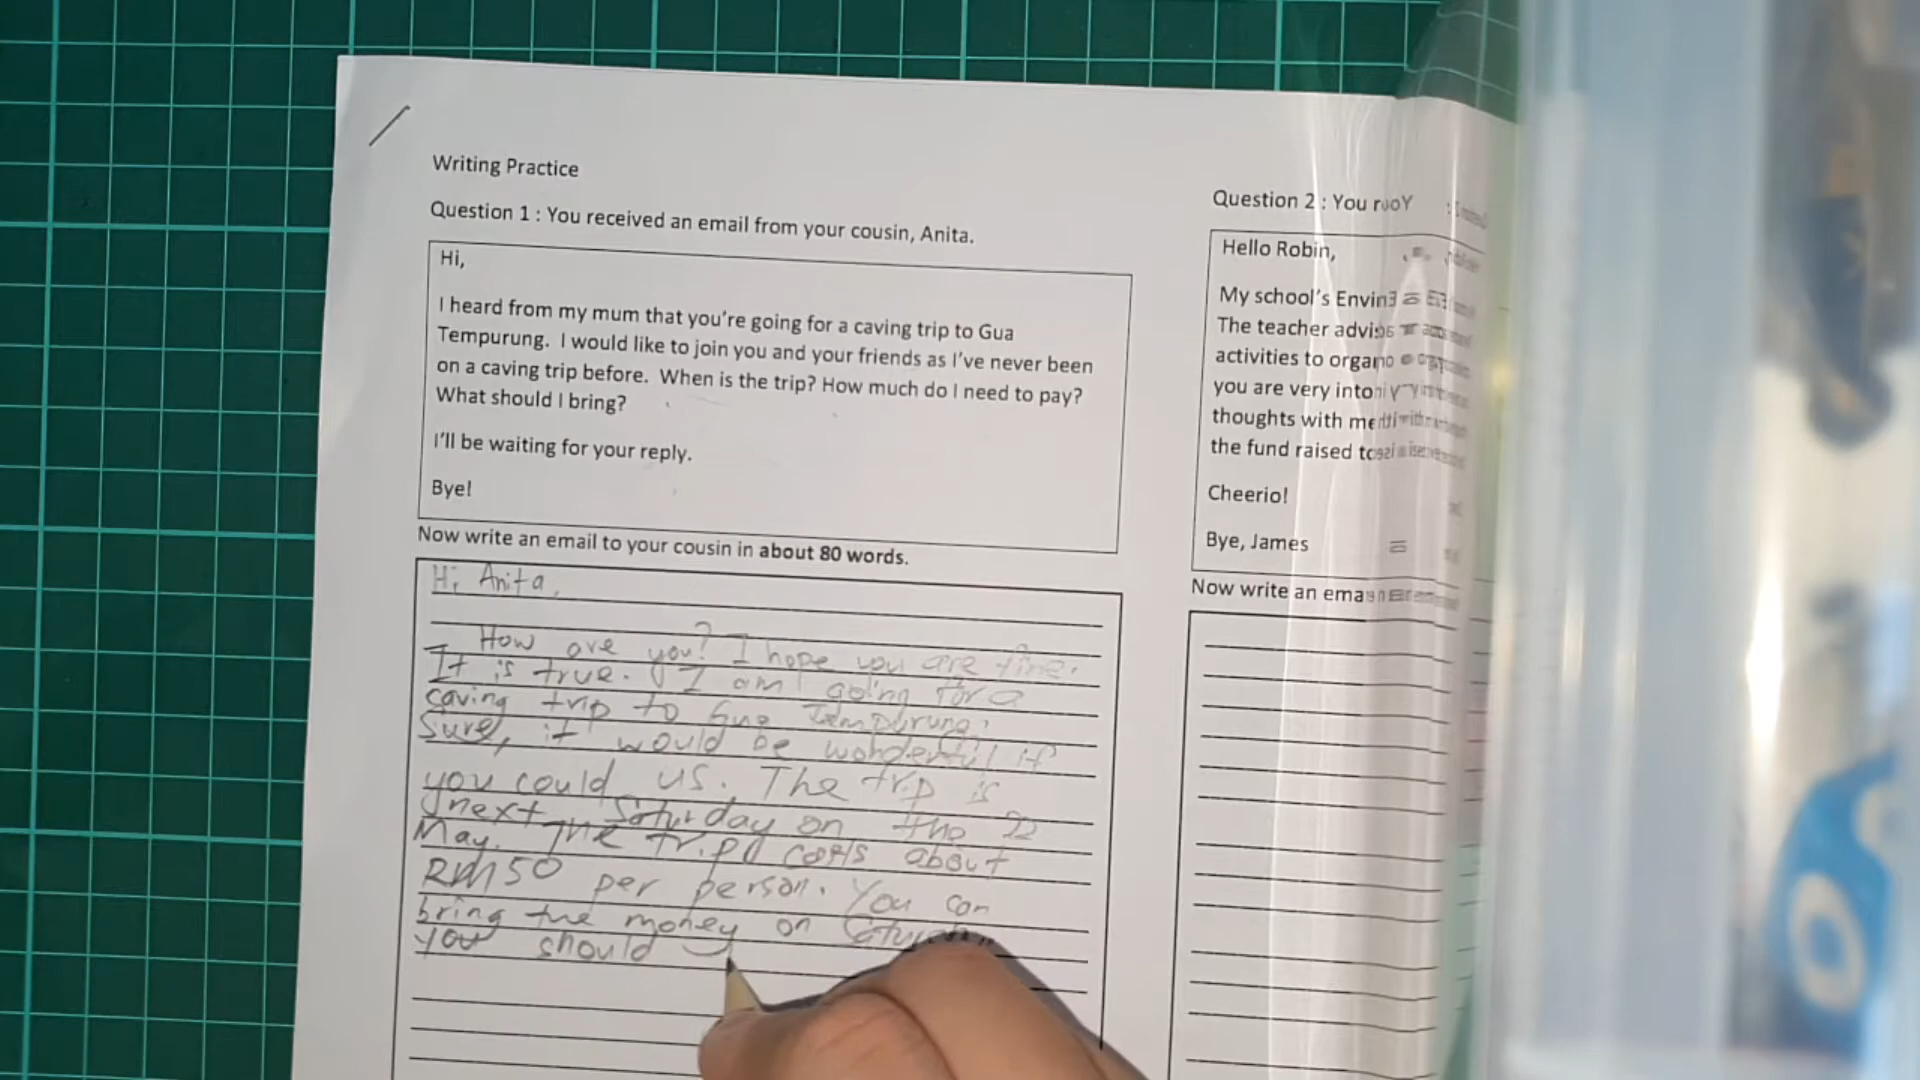 Writing Practice
Question 1 : You received an email from your cousin, Anita.
Hi,
I heard from my mum that you're going for a caving trip to Gua
Tempurung. I would like to join you and your friends as I've never been
on a caving trip before. When is the trip? How much do I need to pay?
What should I bring?
I'll be waiting for your reply.
Bye!
Now write an email to your cousin in about 80 words.
Hi Anita,
How are you? I hope you are fine.
It is true. I am going for a
caving trip to Gua Tempurung.
Sure, it would be wonderful if
you could us. The trip is
next Saturday on the 22
May. The trip costs about
RM50 per person. You can
bring the money on
you should
Question 2 : You
Hello Robin,
My school's
The teacher
activities to
you are very
thoughts with
the fund raised
Cheerio!
Bye, James
Now write an